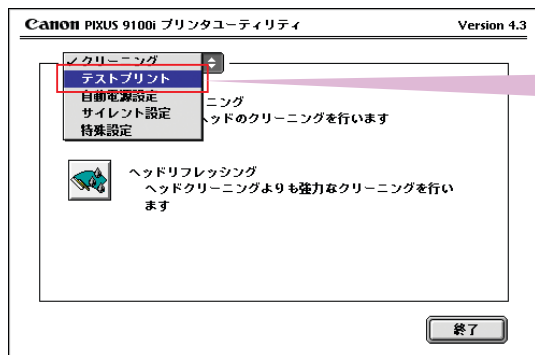 Canon PIXUS 9100i プリンタユーティリティ
Version 4.3
✓ クリーニング
テストプリント
自動電源設定
サイレント設定
特殊設定
ニング
ヘッドのクリーニングを行います
ヘッドリフレッシング
ヘッドクリーニングよりも強力なクリーニングを行い
ます
終了